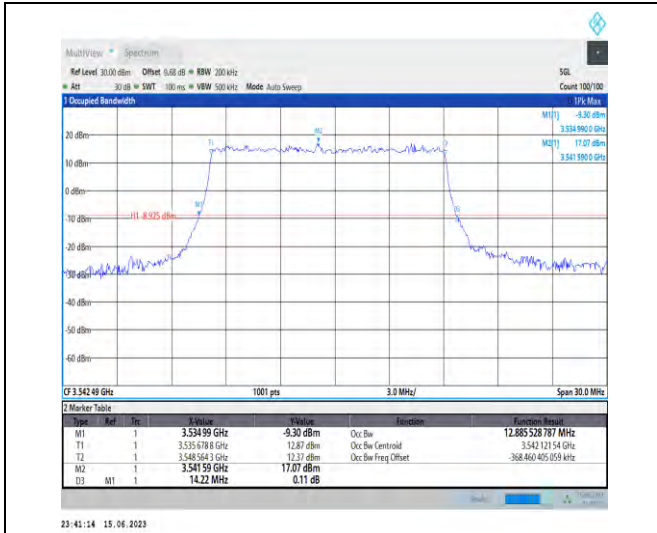 MultiView Spectrum
Ref Level 30.00 dBm Offset 9.68 dB RBW 200 kHz SGL
Att 30 dB SWT 100 ms VBW 500 kHz Mode Auto Sweep Count 100/100
1 Occupied Bandwidth 1Pk Max
M1[1] -9.30 dBm
3.534 990 0 GHz
M2[1] 17.07 dBm
3.541 590 0 GHz
20 dBm
M2
T1
10 dBm
0 dBm
M1
-10 dBm
H1 -8.925 dBm
-20 dBm
-30 dBm
-40 dBm
-50 dBm
-60 dBm
CF 3.542 49 GHz 1001 pts 3.0 MHz/ Span 30.0 MHz
2 Marker Table
Type Ref Trc X-Value Y-Value Function Function Result
M1 1 3.534 99 GHz -9.30 dBm Occ Bw 12.885 528 787 MHz
T1 1 3.535 678 8 GHz 12.87 dBm Occ Bw Centroid 3.542 121 54 GHz
T2 1 3.548 564 3 GHz 12.37 dBm Occ Bw Freq Offset -368.460 405 059 kHz
M2 1 3.541 59 GHz 17.07 dBm
D3 M1 1 14.22 MHz 0.11 dB
23:41:14 15.06.2023